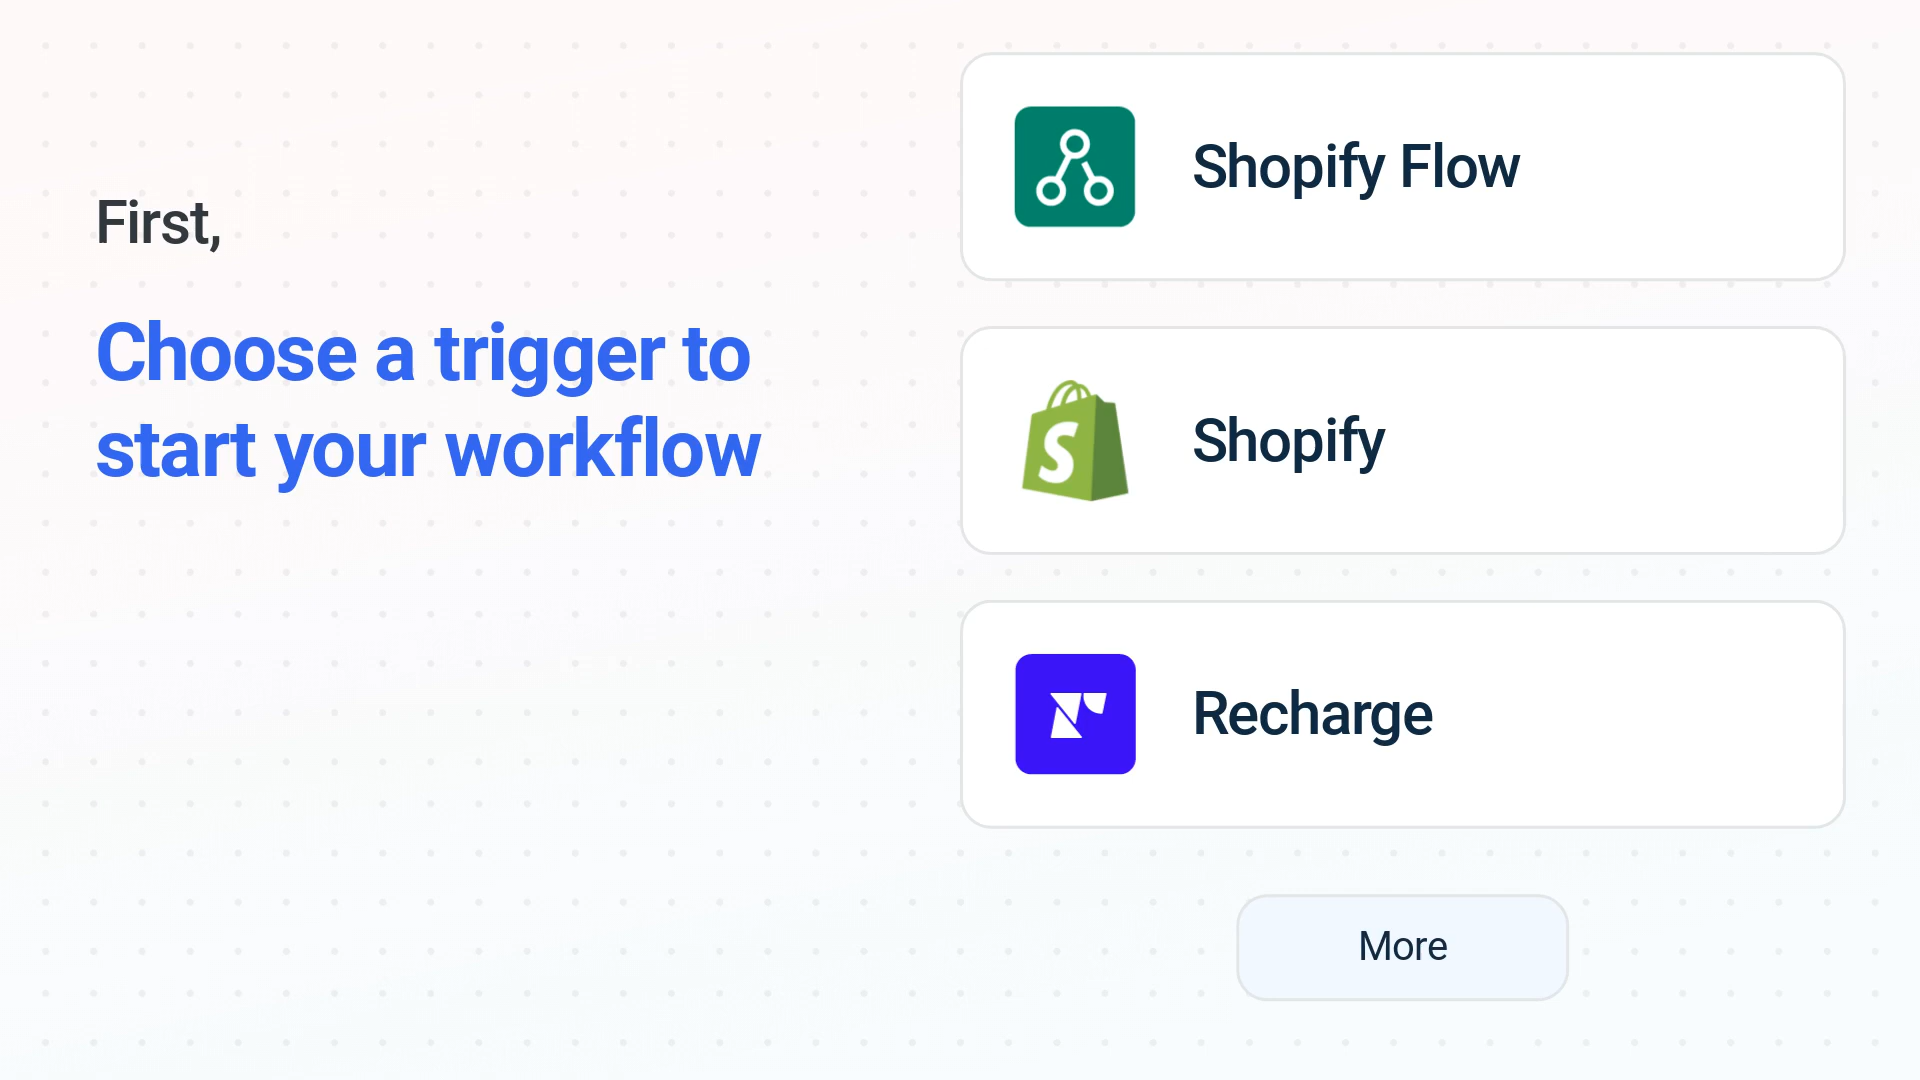 First,
Choose a trigger to
start your workflow
Shopify Flow
Shopify
Recharge
More